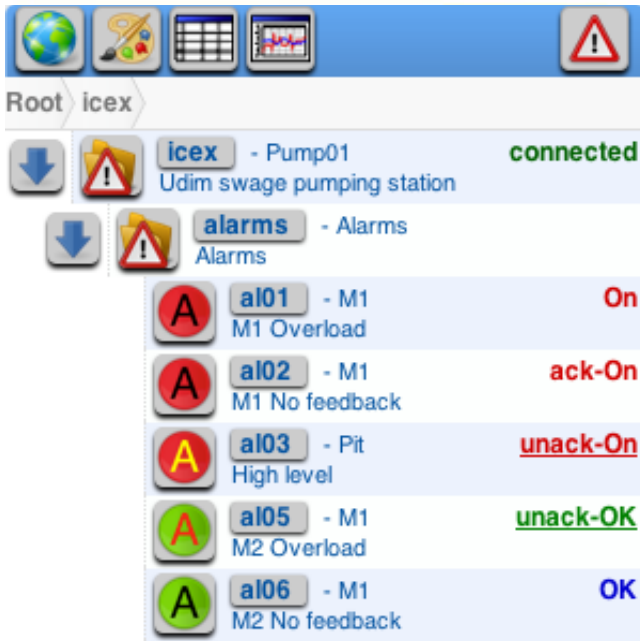 Root icex
icex - Pump01 connected
Udim swage pumping station
alarms - Alarms
Alarms
A al01 - M1 On
M1 Overload
A al02 - M1 ack-On
M1 No feedback
A al03 - Pit unack-On
High level
A al05 - M1 unack-OK
M2 Overload
A al06 - M1 OK
M2 No feedback